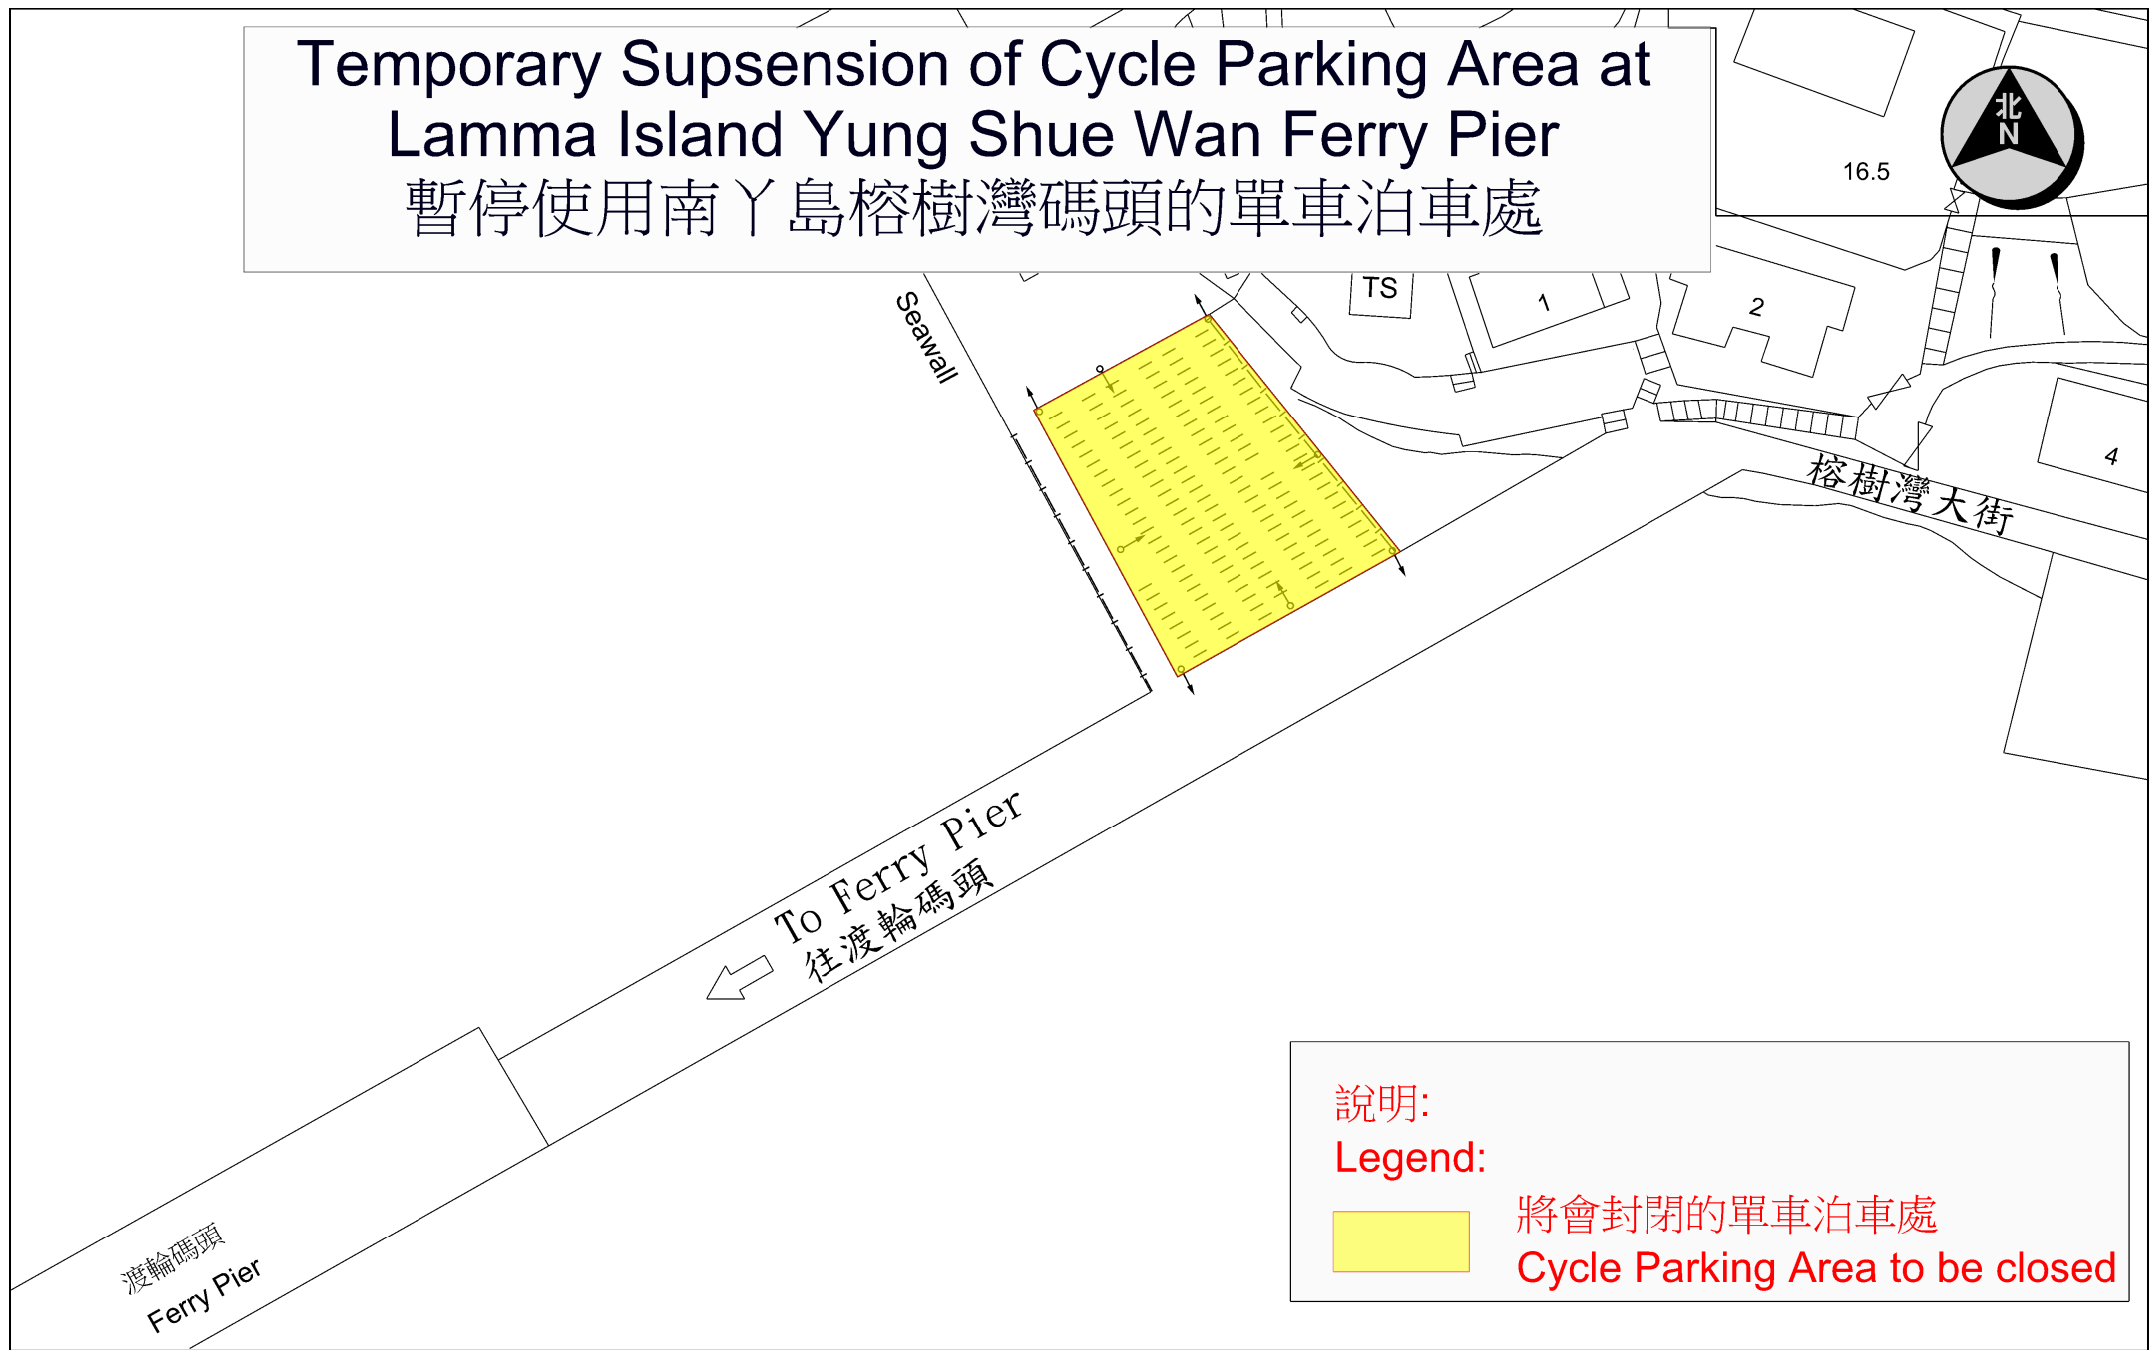 Temporary Supsension of Cycle Parking Area at
Lamma Island Yung Shue Wan Ferry Pier
暫停使用南丫島榕樹灣碼頭的單車泊車處
北
N
16.5
Seawall
TS
1
2
4
榕樹灣大街
To Ferry Pier
往渡輪碼頭
渡輪碼頭
Ferry Pier
說明:
Legend:
將會封閉的單車泊車處
Cycle Parking Area to be closed